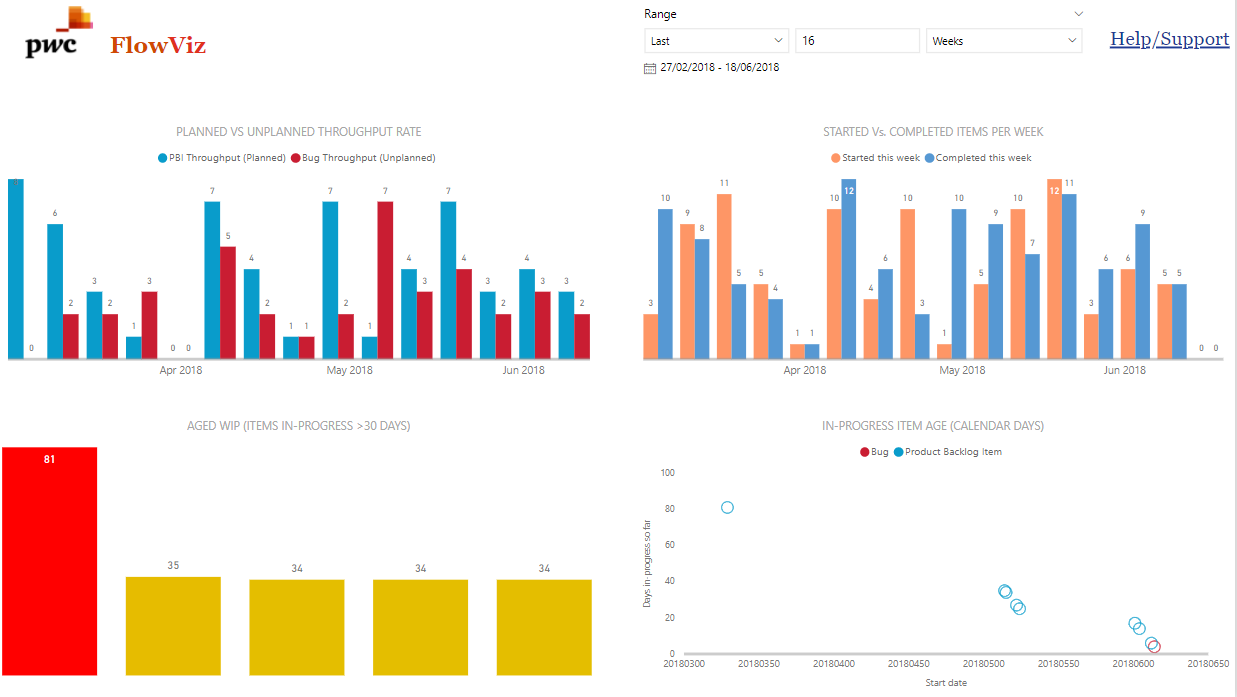 pwc
FlowViz
Range
Last 16 Weeks
Help/Support
27/02/2018 - 18/06/2018
PLANNED VS UNPLANNED THROUGHPUT RATE
PBI Throughput (Planned) Bug Throughput (Unplanned)
0 6 2 3 2 1 3 0 0 7 5 4 2 1 1 7 2 1 7 4 3 7 4 3 2 4 3 3 2
Apr 2018 May 2018 Jun 2018
STARTED Vs. COMPLETED ITEMS PER WEEK
Started this week Completed this week
3 10 9 8 11 5 5 4 1 1 10 12 4 6 10 3 1 10 5 9 10 7 12 11 3 6 6 9 5 5 0 0
Apr 2018 May 2018 Jun 2018
AGED WIP (ITEMS IN-PROGRESS >30 DAYS)
81 35 34 34 34
IN-PROGRESS ITEM AGE (CALENDAR DAYS)
Bug Product Backlog Item
Days in-progress so far
100
80
60
40
20
0
20180300 20180350 20180400 20180450 20180500 20180550 20180600 20180650
Start date